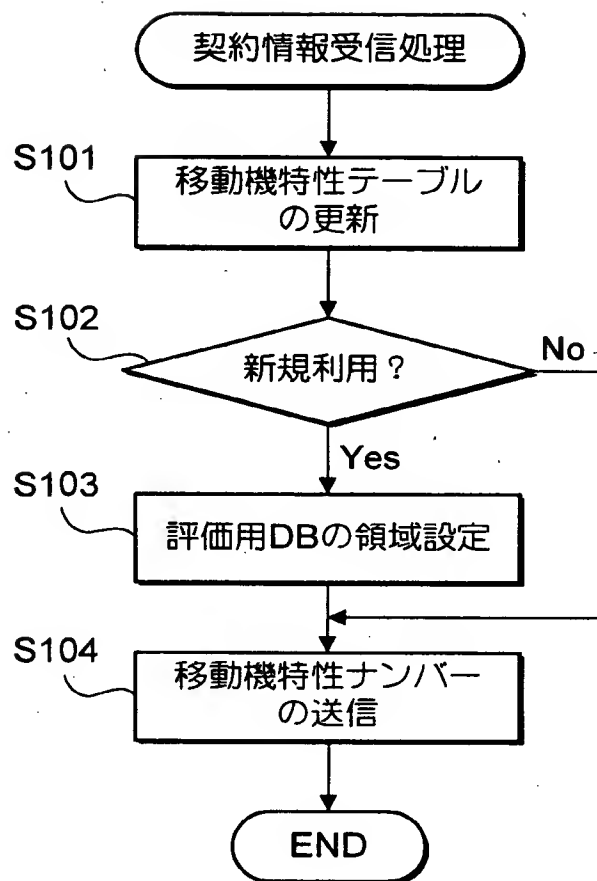 契約情報受信処理
S101
移動機特性テーブル
の更新
S102
新規利用？
No
Yes
S103
評価用DBの領域設定
S104
移動機特性ナンバー
の送信
END